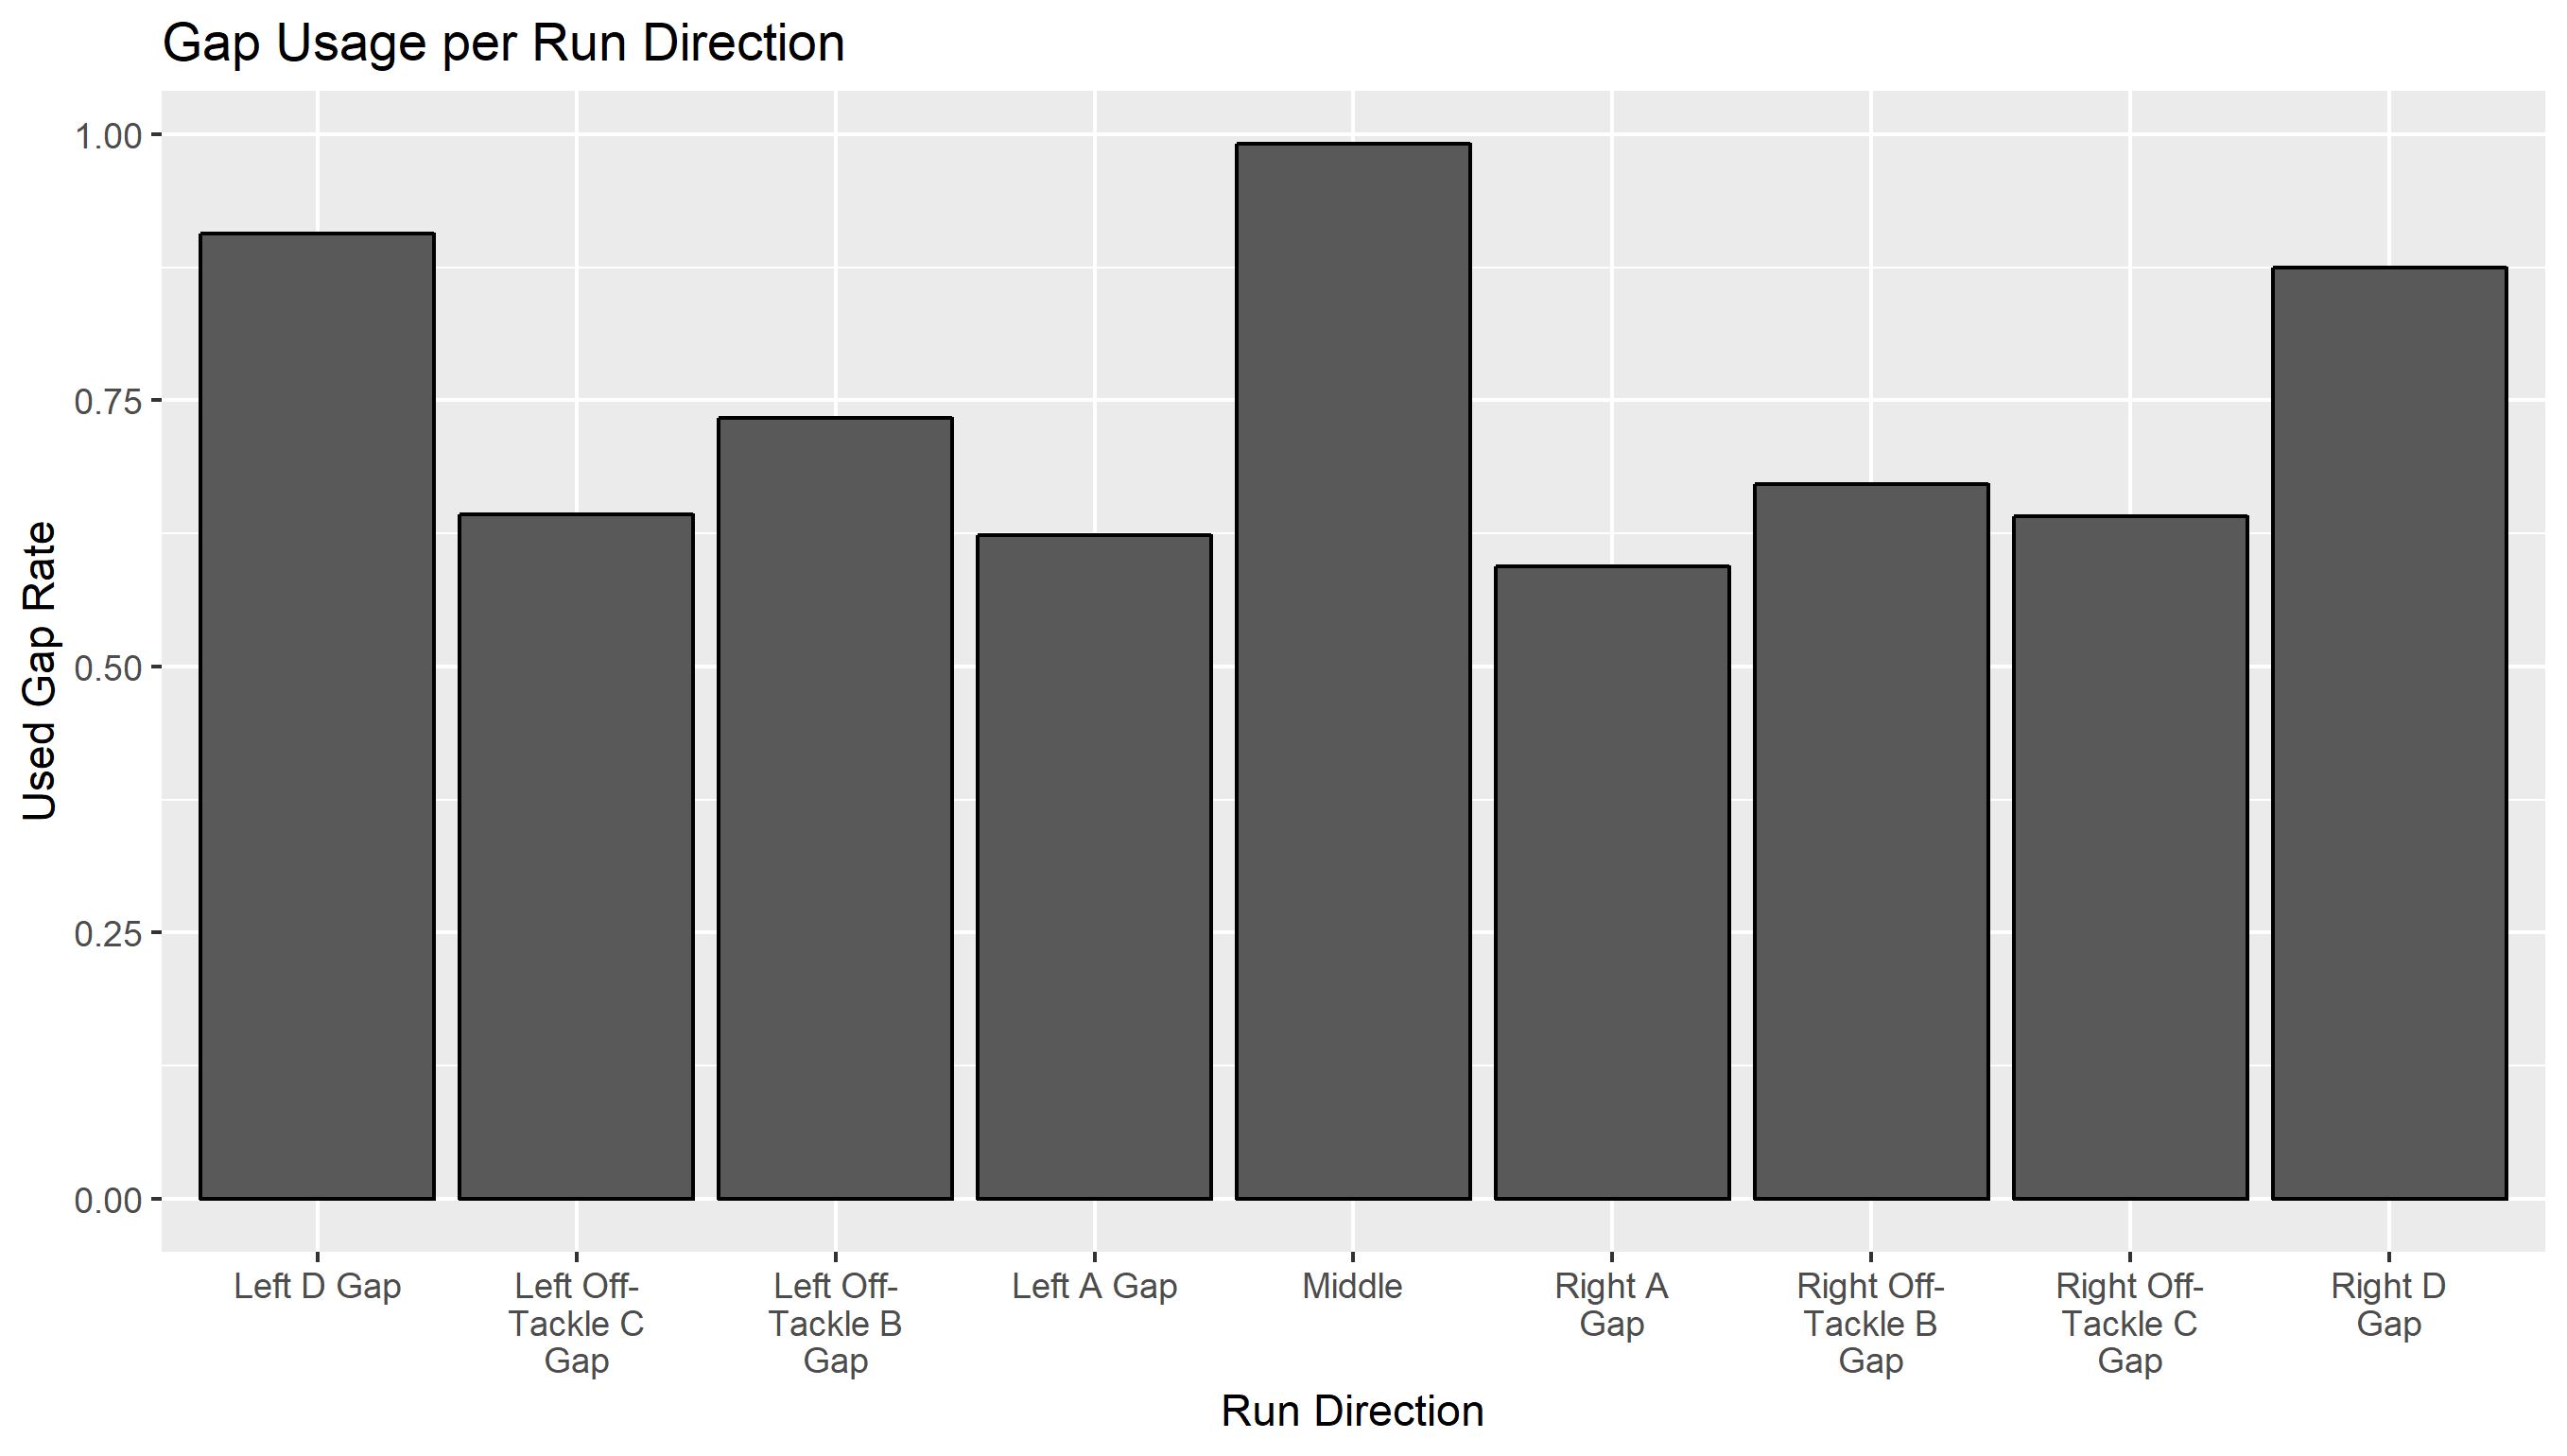 Gap Usage per Run Direction
1.00
0.75
0.50
0.25
0.00
Used Gap Rate
Left D Gap
Left Off-
Tackle C
Gap
Left Off-
Tackle B
Gap
Left A Gap
Middle
Right A
Gap
Right Off-
Tackle B
Gap
Right Off-
Tackle C
Gap
Right D
Gap
Run Direction